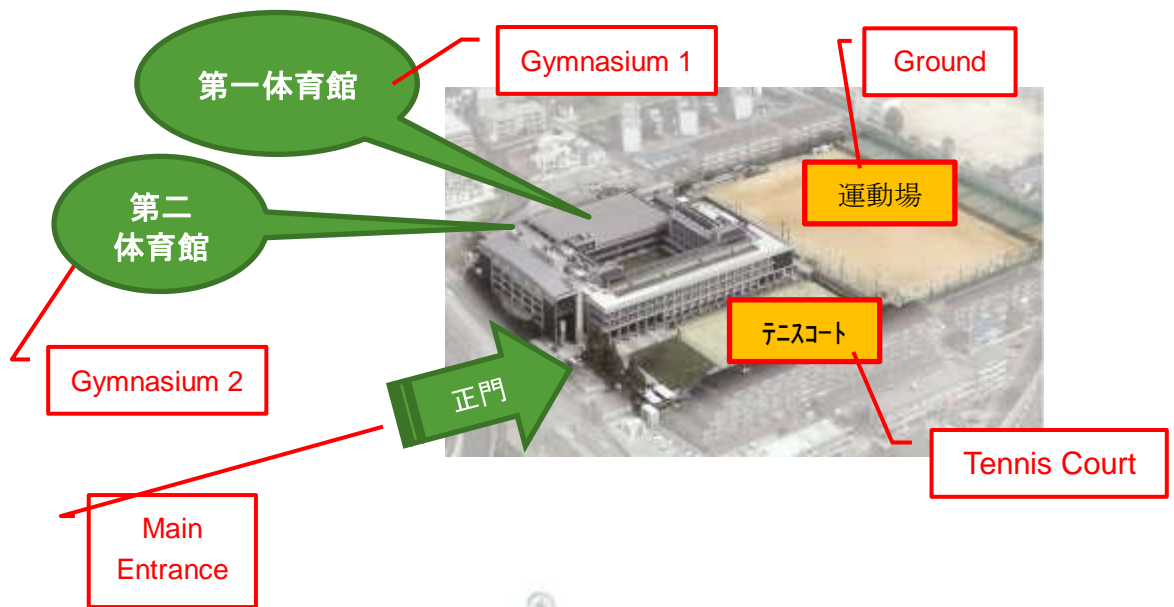 Gymnasium 1
Ground
第一体育館
運動場
第二
体育館
テニスコート
Gymnasium 2
正門
Tennis Court
Main
Entrance